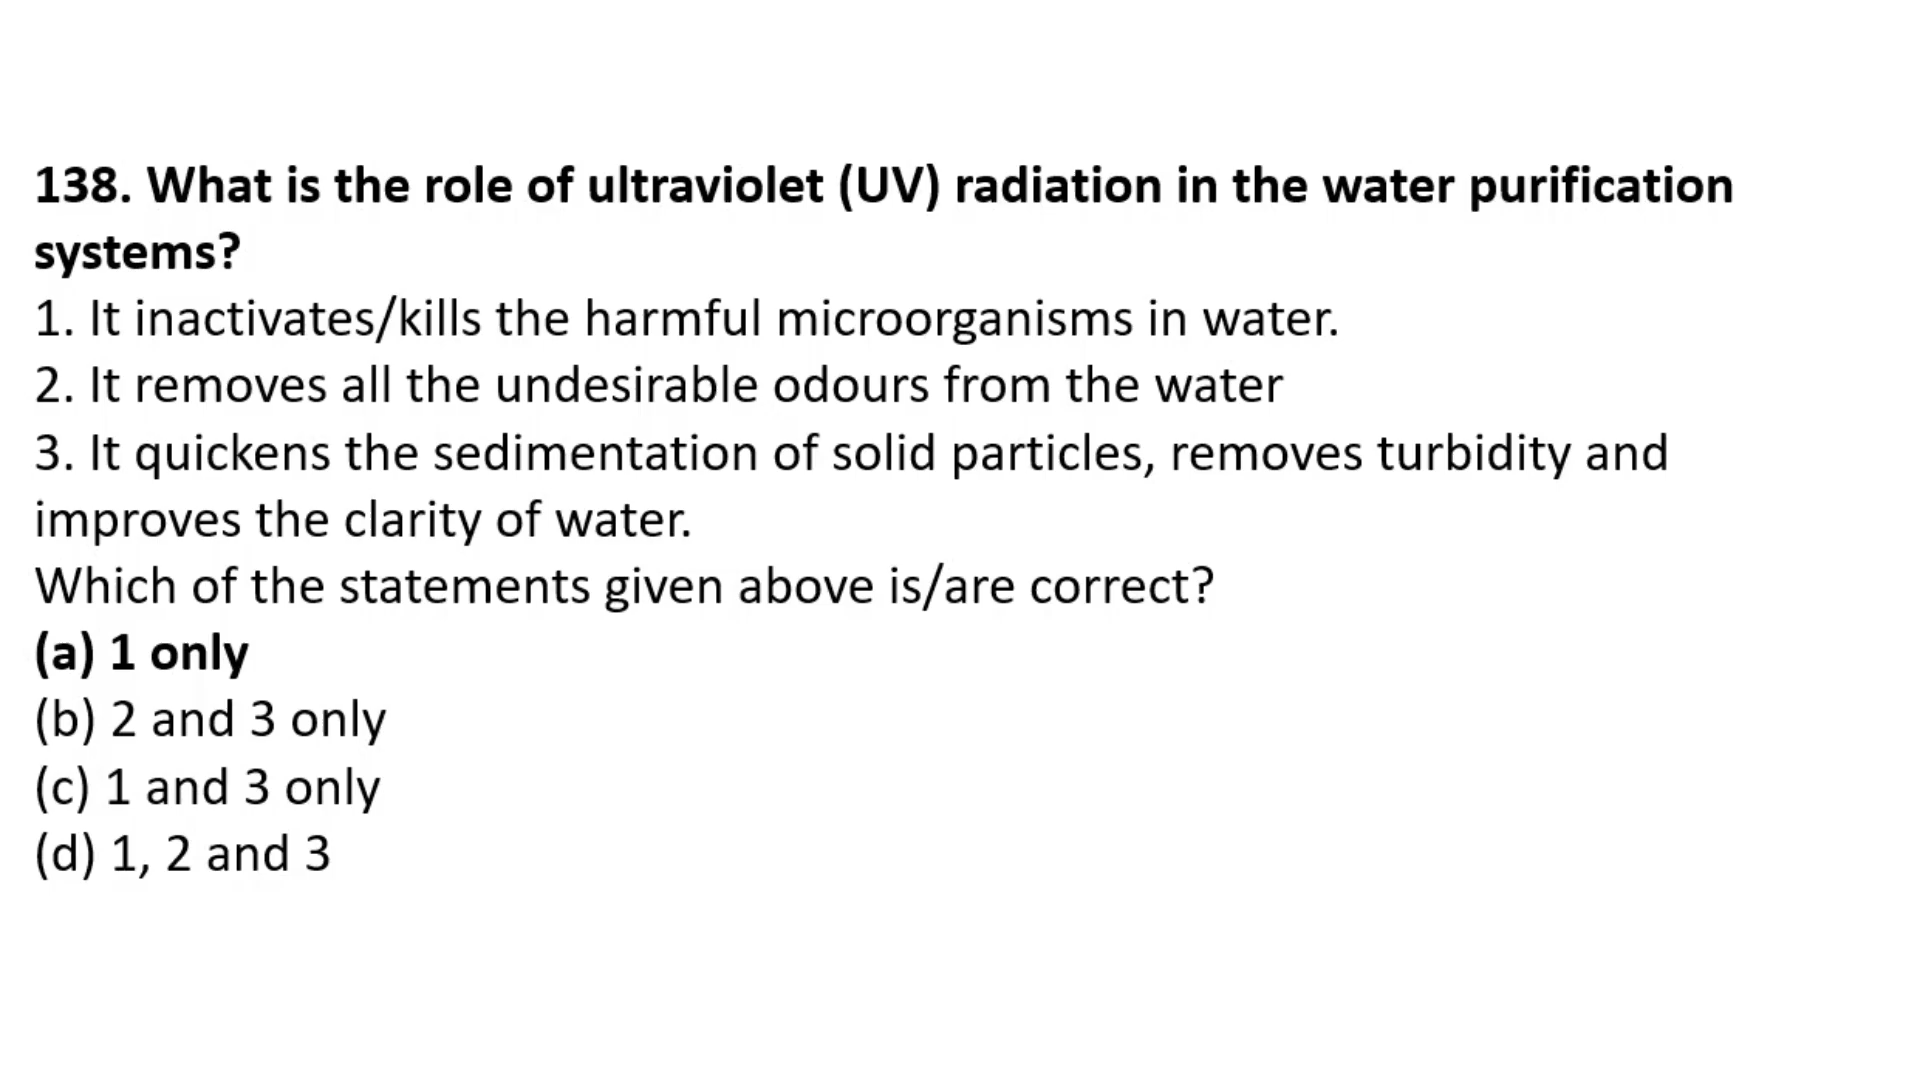 138. What is the role of ultraviolet (UV) radiation in the water purification
systems?
1. It inactivates/kills the harmful microorganisms in water.
2. It removes all the undesirable odours from the water
3. It quickens the sedimentation of solid particles, removes turbidity and
improves the clarity of water.
Which of the statements given above is/are correct?
(a) 1 only
(b) 2 and 3 only
(c) 1 and 3 only
(d) 1, 2 and 3